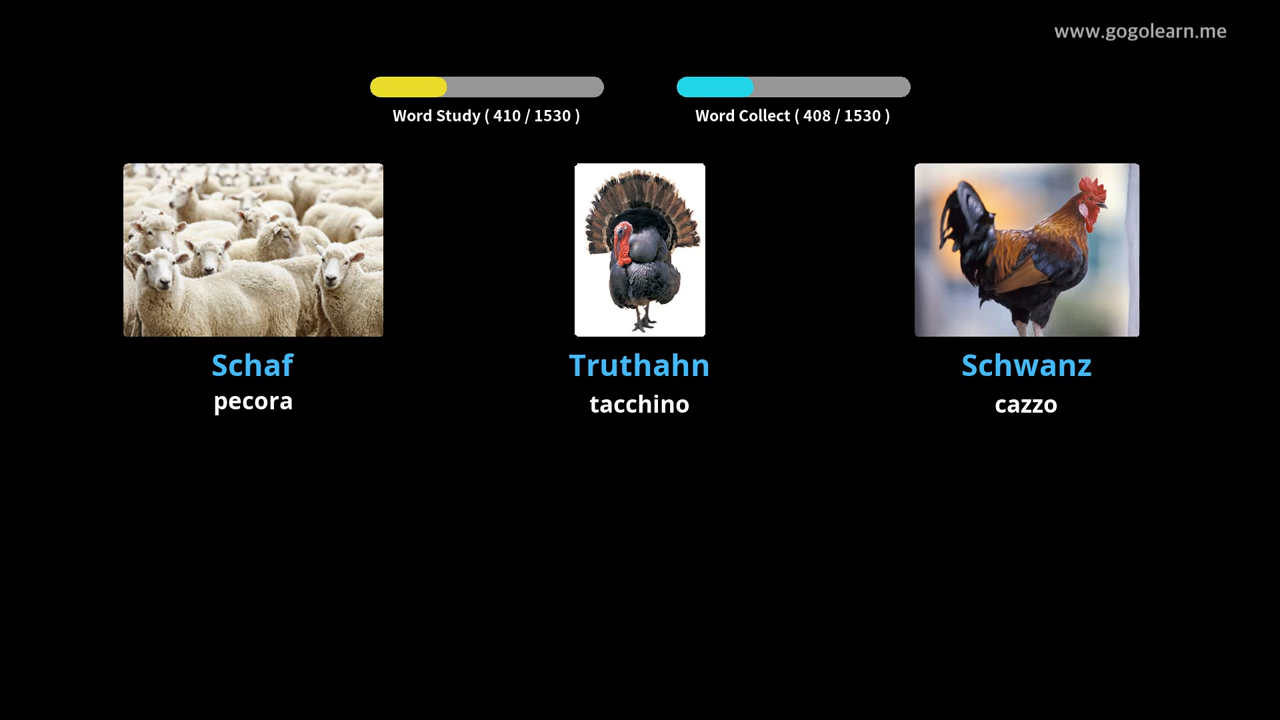 www.gogolearn.me
Word Study ( 410 / 1530 )
Word Collect ( 408 / 1530 )
Schaf
pecora
Truthahn
tacchino
Schwanz
cazzo